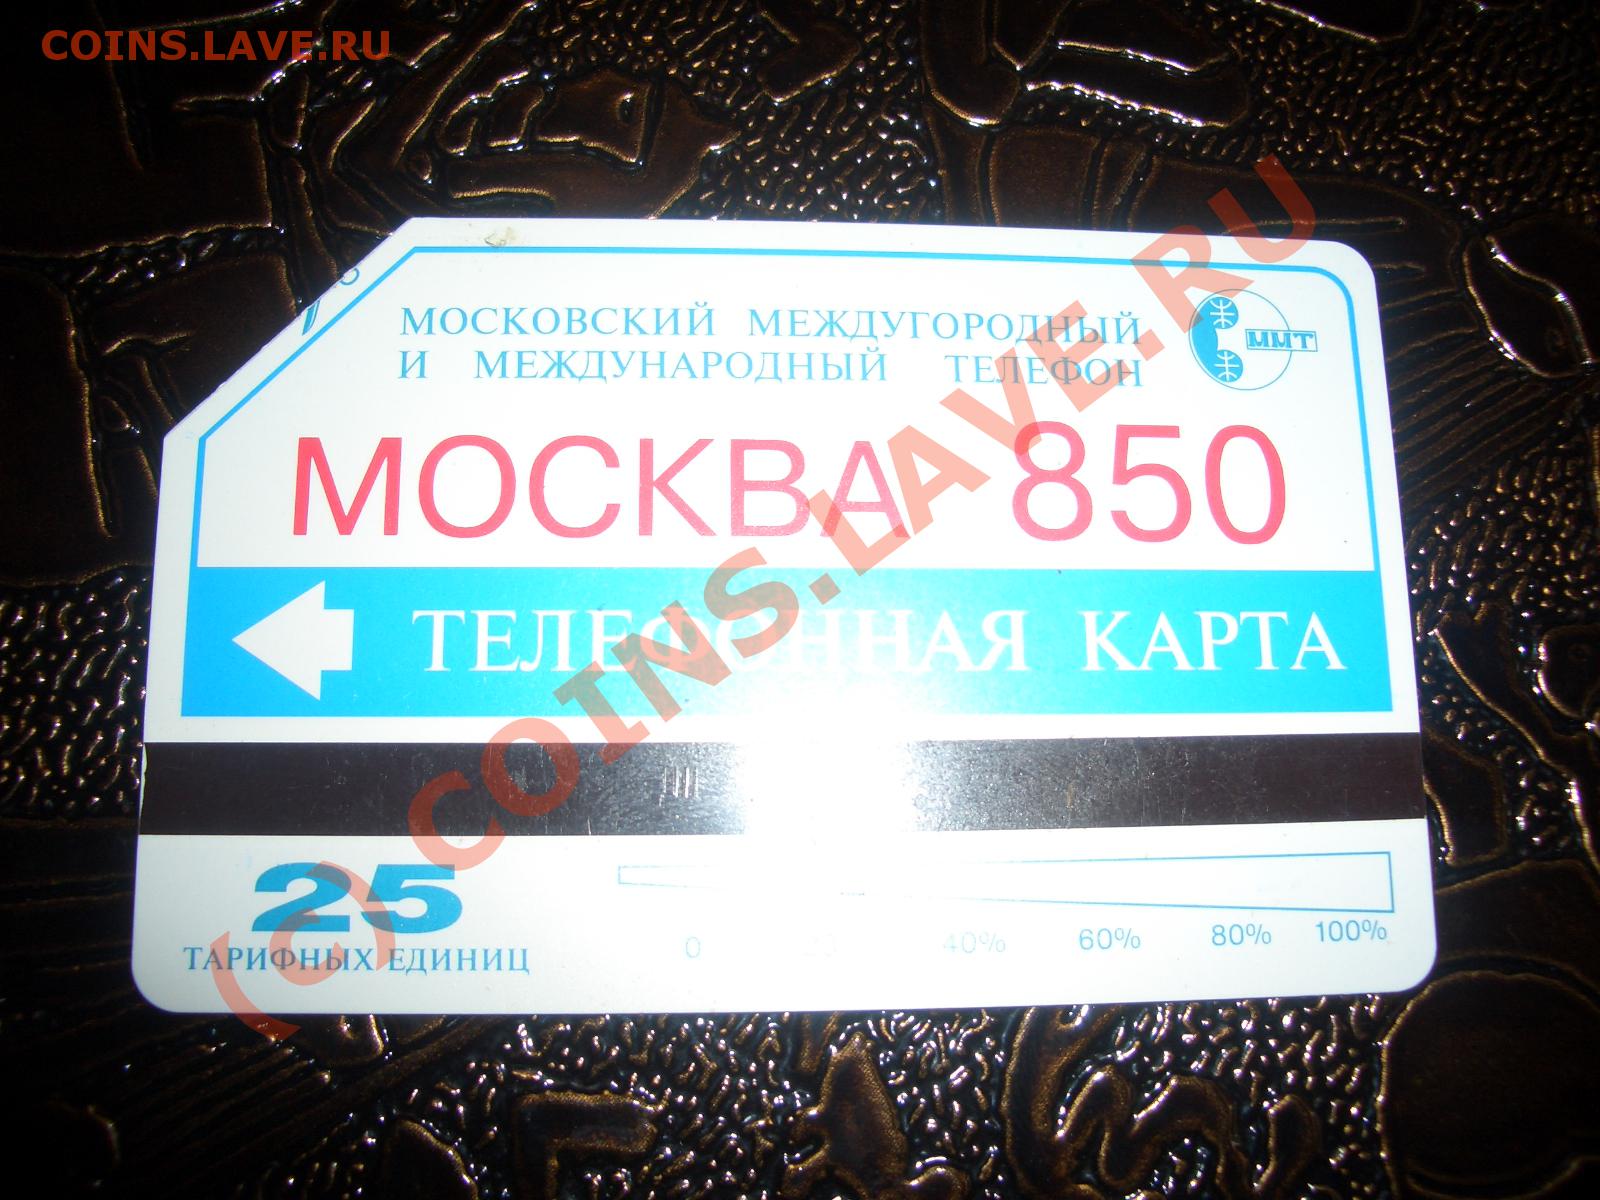 COINS.LAVE.RU
МОСКОВСКИЙ МЕЖДУГОРОДНЫЙ
И МЕЖДУНАРОДНЫЙ ТЕЛЕФОН
ММТ
МОСКВА 850
ТЕЛЕФОННАЯ КАРТА
25
ТАРИФНЫХ ЕДИНИЦ
0 20 40% 60% 80% 100%
(c) COINS.LAVE.RU